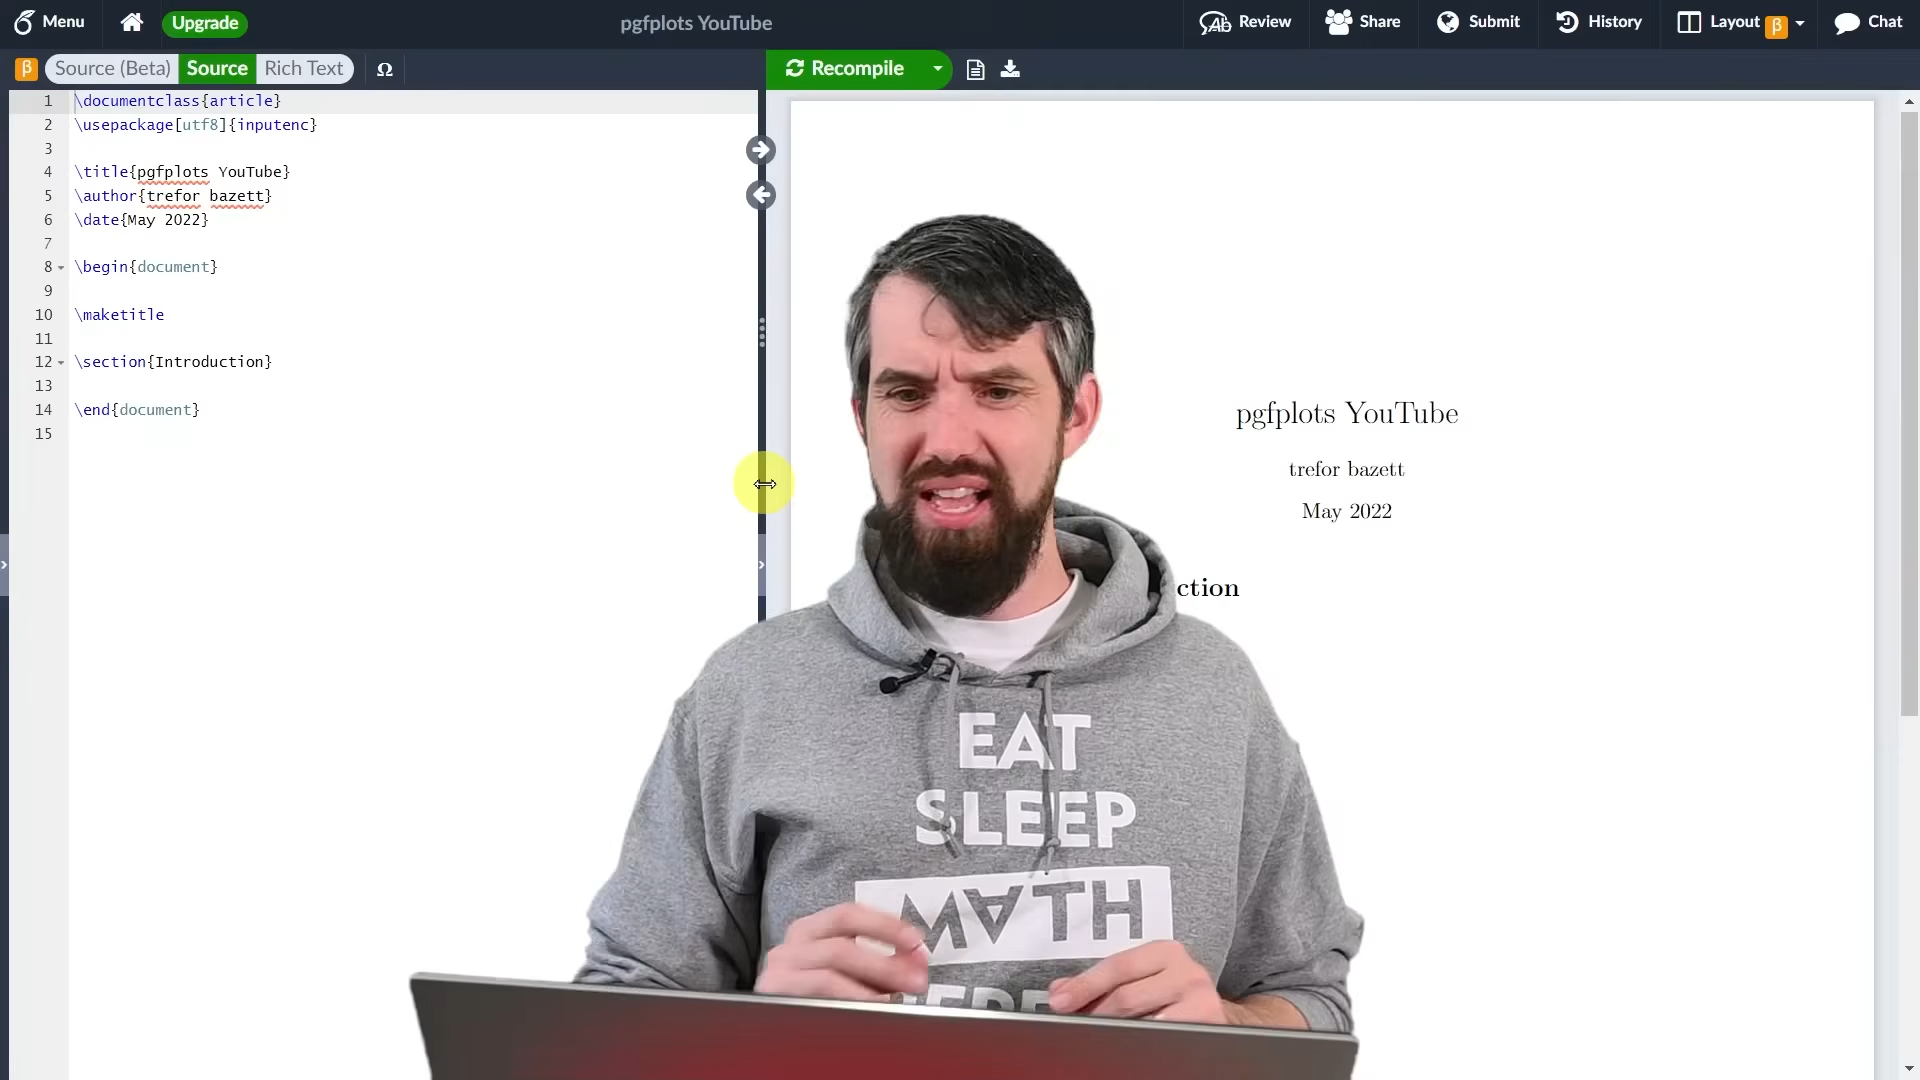 Menu
Upgrade
pgfplots YouTube
Review
Share
Submit
History
Layout β
Chat
β Source (Beta) Source Rich Text Ω
Recompile
1 \documentclass{article}
2 \usepackage[utf8]{inputenc}
3
4 \title{pgfplots YouTube}
5 \author{trefor bazett}
6 \date{May 2022}
7
8 \begin{document}
9
10 \maketitle
11
12 \section{Introduction}
13
14 \end{document}
15
pgfplots YouTube
trefor bazett
May 2022
ction
EAT
SLEEP
MATH